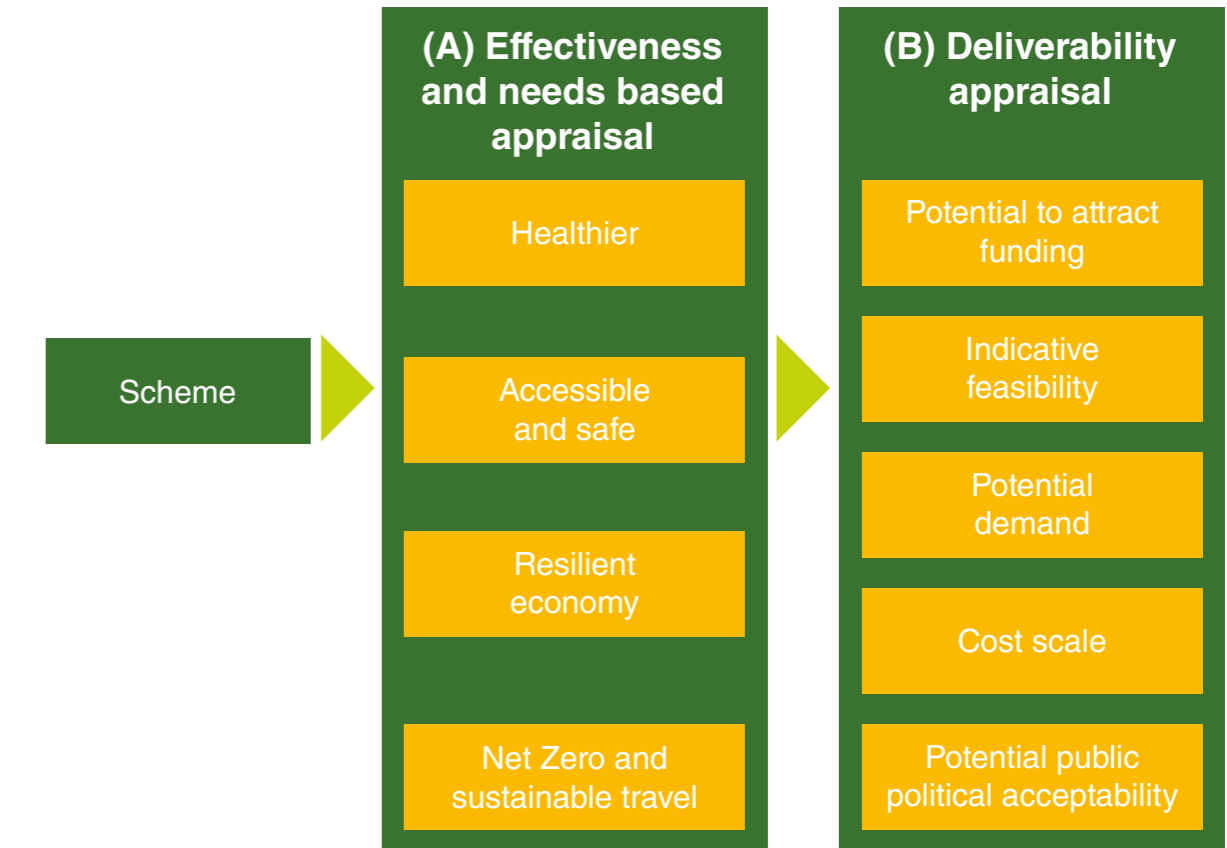 Scheme
(A) Effectiveness
and needs based
appraisal
Healthier
Accessible
and safe
Resilient
economy
Net Zero and
sustainable travel
(B) Deliverability
appraisal
Potential to attract
funding
Indicative
feasibility
Potential
demand
Cost scale
Potential public
political acceptability